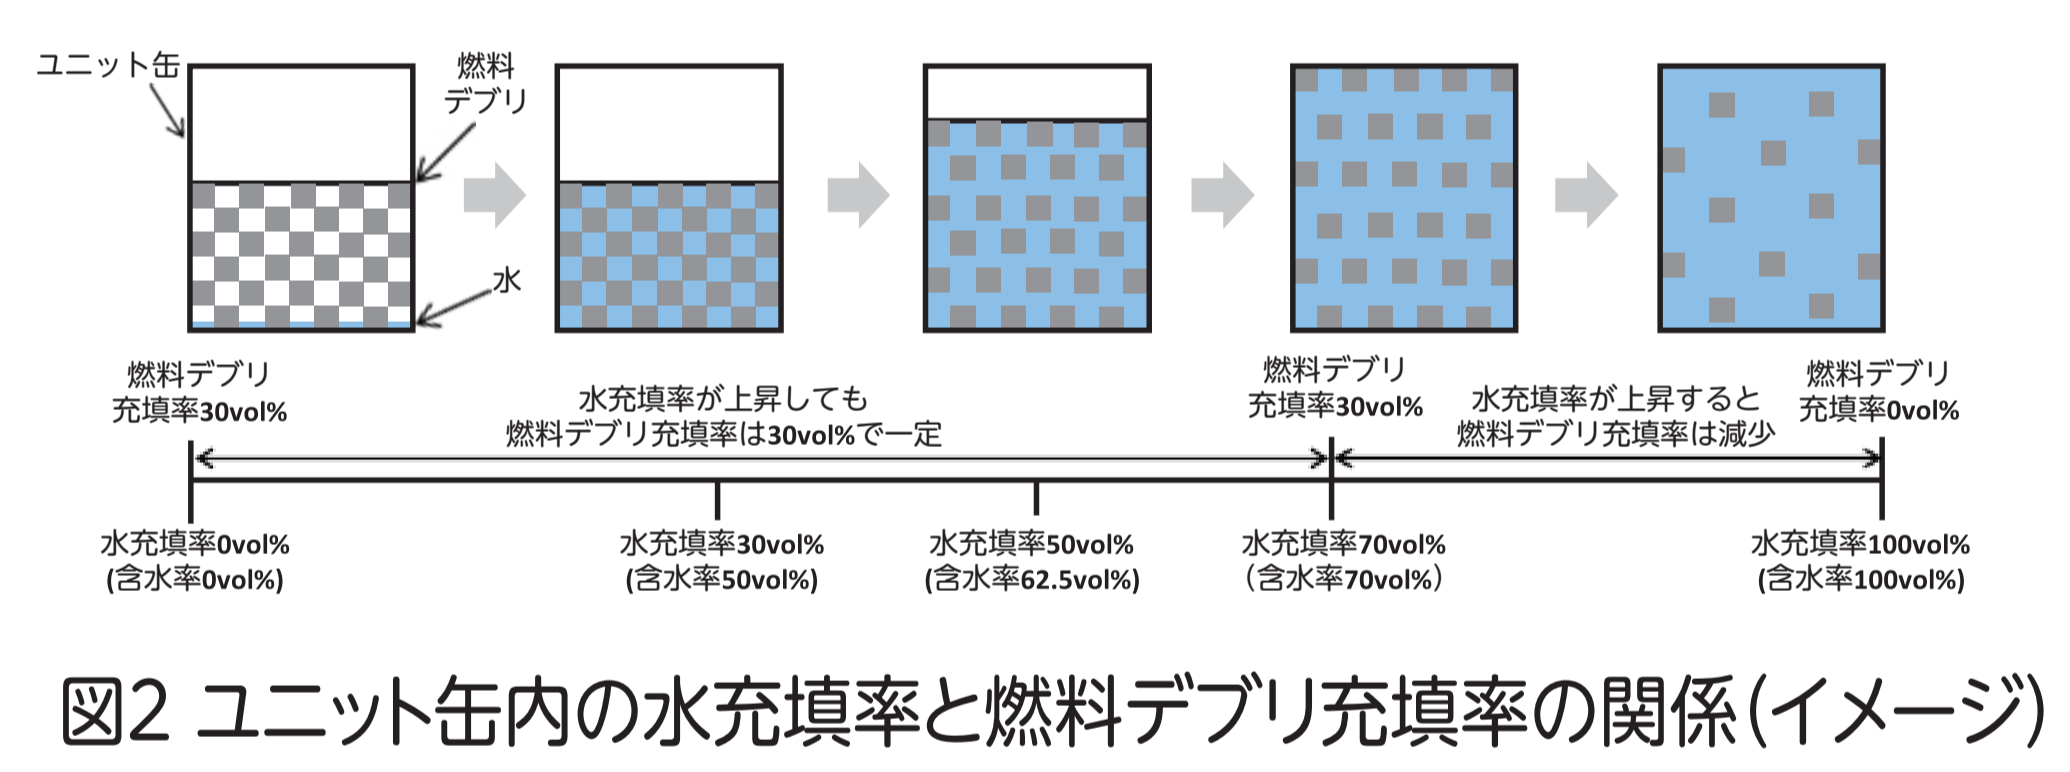 ユニット缶
燃料
デブリ
水
燃料デブリ
充填率30vol%
水充填率が上昇しても
燃料デブリ充填率は30vol%で一定
燃料デブリ
充填率30vol%
水充填率が上昇すると
燃料デブリ充填率は減少
燃料デブリ
充填率0vol%
水充填率0vol%
(含水率0vol%)
水充填率30vol%
(含水率50vol%)
水充填率50vol%
(含水率62.5vol%)
水充填率70vol%
（含水率70vol%）
水充填率100vol%
(含水率100vol%)
図2 ユニット缶内の水充填率と燃料デブリ充填率の関係(イメージ)